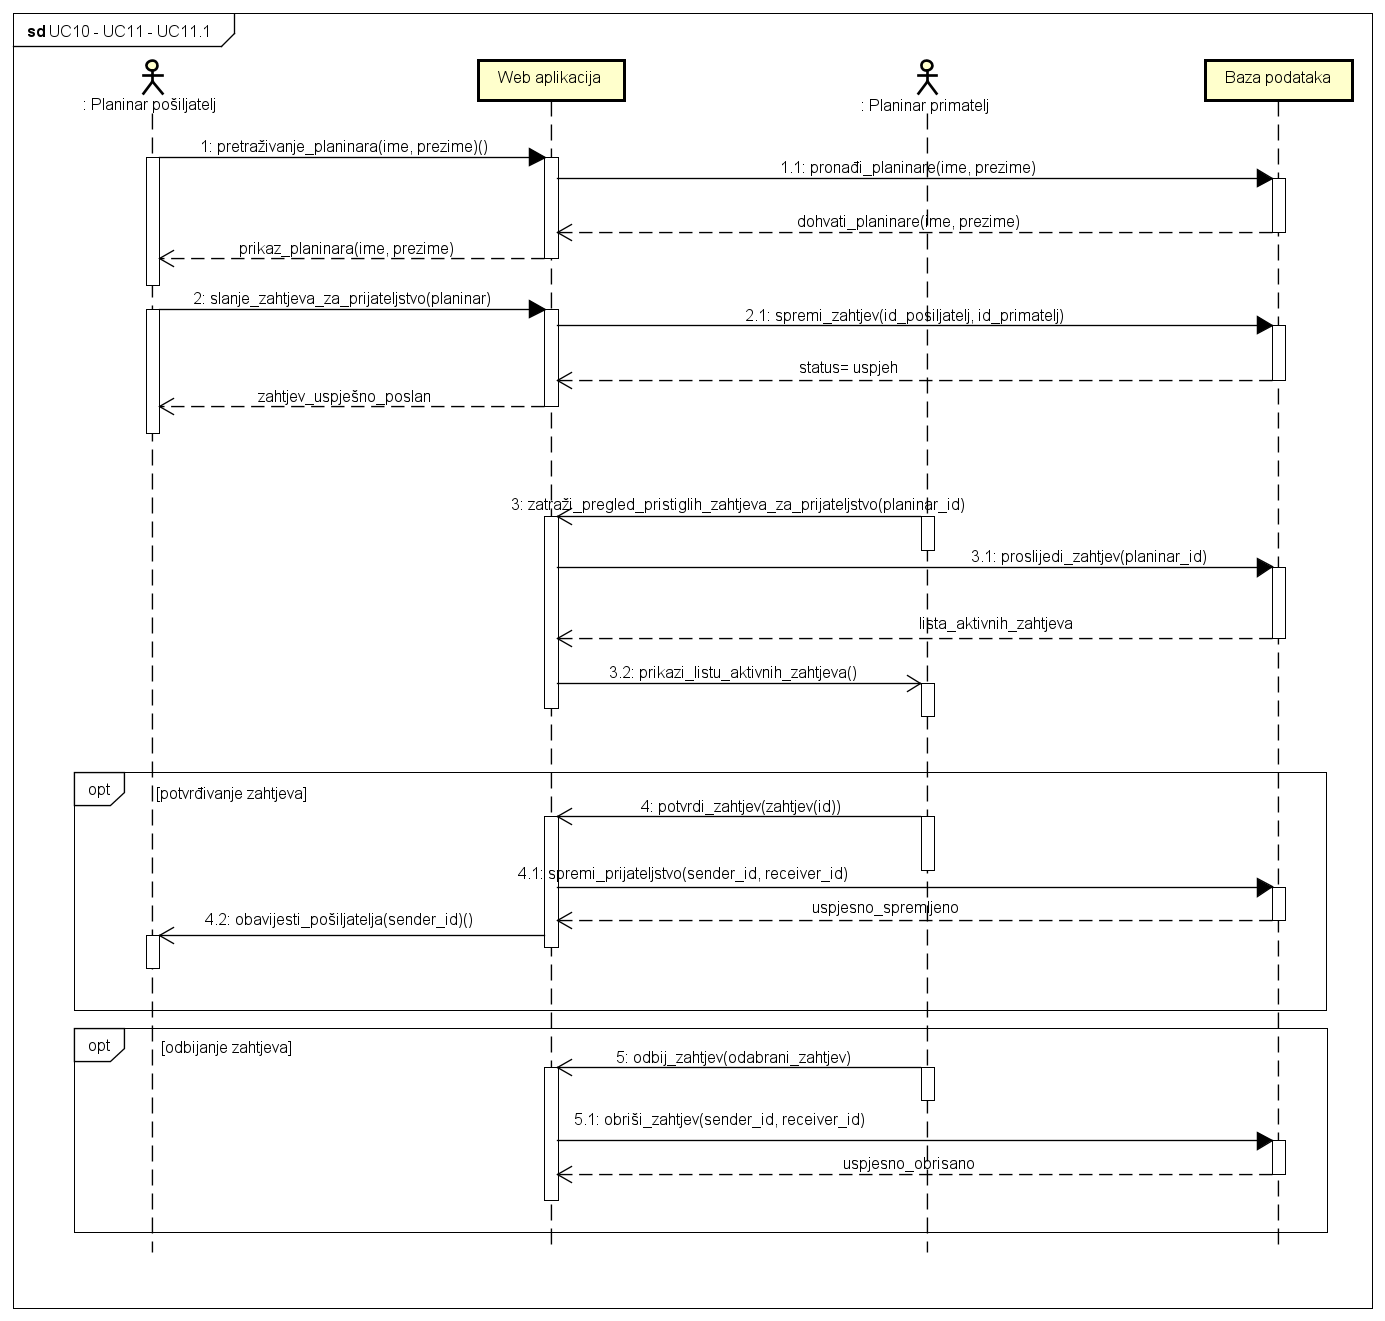 sd UC10 - UC11 - UC11.1
: Planinar pošiljatelj
Web aplikacija
: Planinar primatelj
Baza podataka
1: pretraživanje_planinara(ime, prezime)()
1.1: pronađi_planinare(ime, prezime)
dohvati_planinare(ime, prezime)
prikaz_planinara(ime, prezime)
2: slanje_zahtjeva_za_prijateljstvo(planinar)
2.1: spremi_zahtjev(id_posiljatelj, id_primatelj)
status= uspjeh
zahtjev_uspješno_poslan
3: zatraži_pregled_pristiglih_zahtjeva_za_prijateljstvo(planinar_id)
3.1: proslijedi_zahtjev(planinar_id)
lista_aktivnih_zahtjeva
3.2: prikazi_listu_aktivnih_zahtjeva()
opt
[potvrđivanje zahtjeva]
4: potvrdi_zahtjev(zahtjev(id))
4.1: spremi_prijateljstvo(sender_id, receiver_id)
uspjesno_spremljeno
4.2: obavijesti_pošiljatelja(sender_id)()
opt
[odbijanje zahtjeva]
5: odbij_zahtjev(odabrani_zahtjev)
5.1: obriši_zahtjev(sender_id, receiver_id)
uspjesno_obrisano